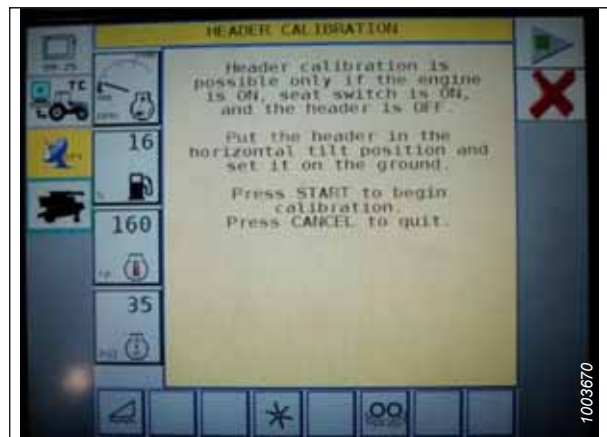 HEADER CALIBRATION
Header calibration is
possible only if the engine
is ON, seat switch is ON,
and the header is OFF.
Put the header in the
horizontal tilt position and
set it on the ground.
Press START to begin
calibration.
Press CANCEL to quit.
TC
16
160
35
1003670